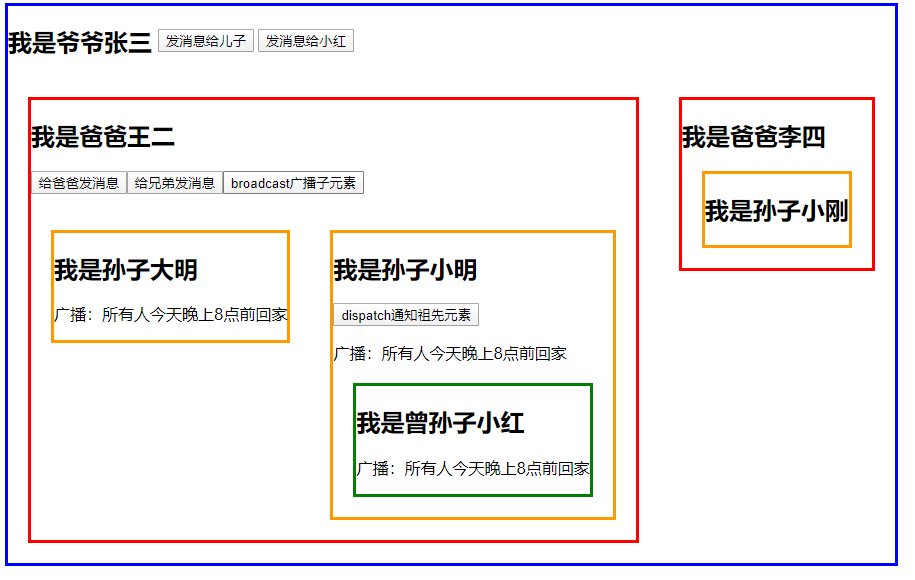 我是爷爷张三 发消息给儿子 发消息给小红
我是爸爸王二
给爸爸发消息 给兄弟发消息 broadcast广播子元素
我是孙子大明
广播：所有人今天晚上8点前回家
我是孙子小明
dispatch通知祖先元素
广播：所有人今天晚上8点前回家
我是曾孙子小红
广播：所有人今天晚上8点前回家
我是爸爸李四
我是孙子小刚